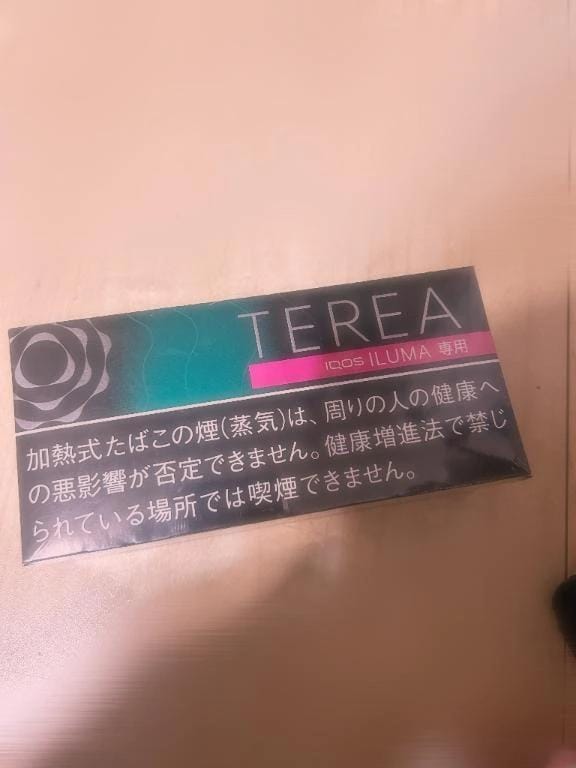 TEREA
IQOS ILUMA 専用
加熱式たばこの煙(蒸気)は、周りの人の健康へ
の悪影響が否定できません。健康増進法で禁じ
られている場所では喫煙できません。